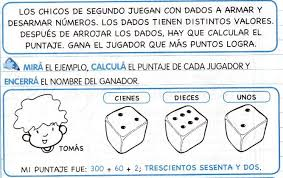 LOS CHICOS DE SEGUNDO JUEGAN CON DADOS A ARMAR Y
DESARMAR NÚMEROS. LOS DADOS TIENEN DISTINTOS VALORES.
DESPUÉS DE ARROJAR LOS DADOS, HAY QUE CALCULAR EL
PUNTAJE. GANA EL JUGADOR QUE MÁS PUNTOS LOGRA.
MIRÁ EL EJEMPLO, CALCULÁ EL PUNTAJE DE CADA JUGADOR Y
ENCERRÁ EL NOMBRE DEL GANADOR.
CIENES DIECES UNOS
TOMÁS
MI PUNTAJE FUE: 300 + 60 + 2; TRESCIENTOS SESENTA Y DOS.